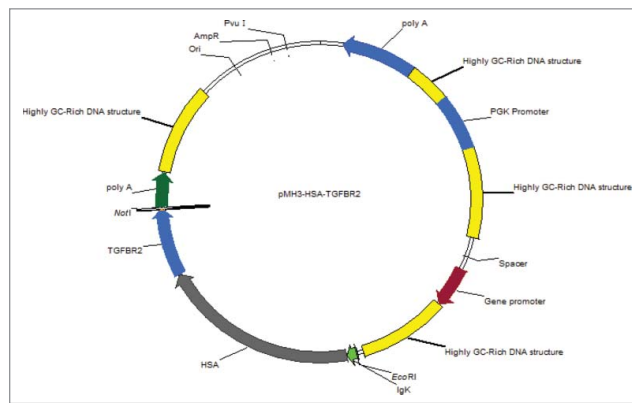 Pvu I
AmpR
Ori
poly A
Highly GC-Rich DNA structure
PGK Promoter
Highly GC-Rich DNA structure
Highly GC-Rich DNA structure
poly A
pMH3-HSA-TGFBR2
NotI
TGFBR2
Spacer
Gene promoter
Highly GC-Rich DNA structure
HSA
EcoRI
IgK